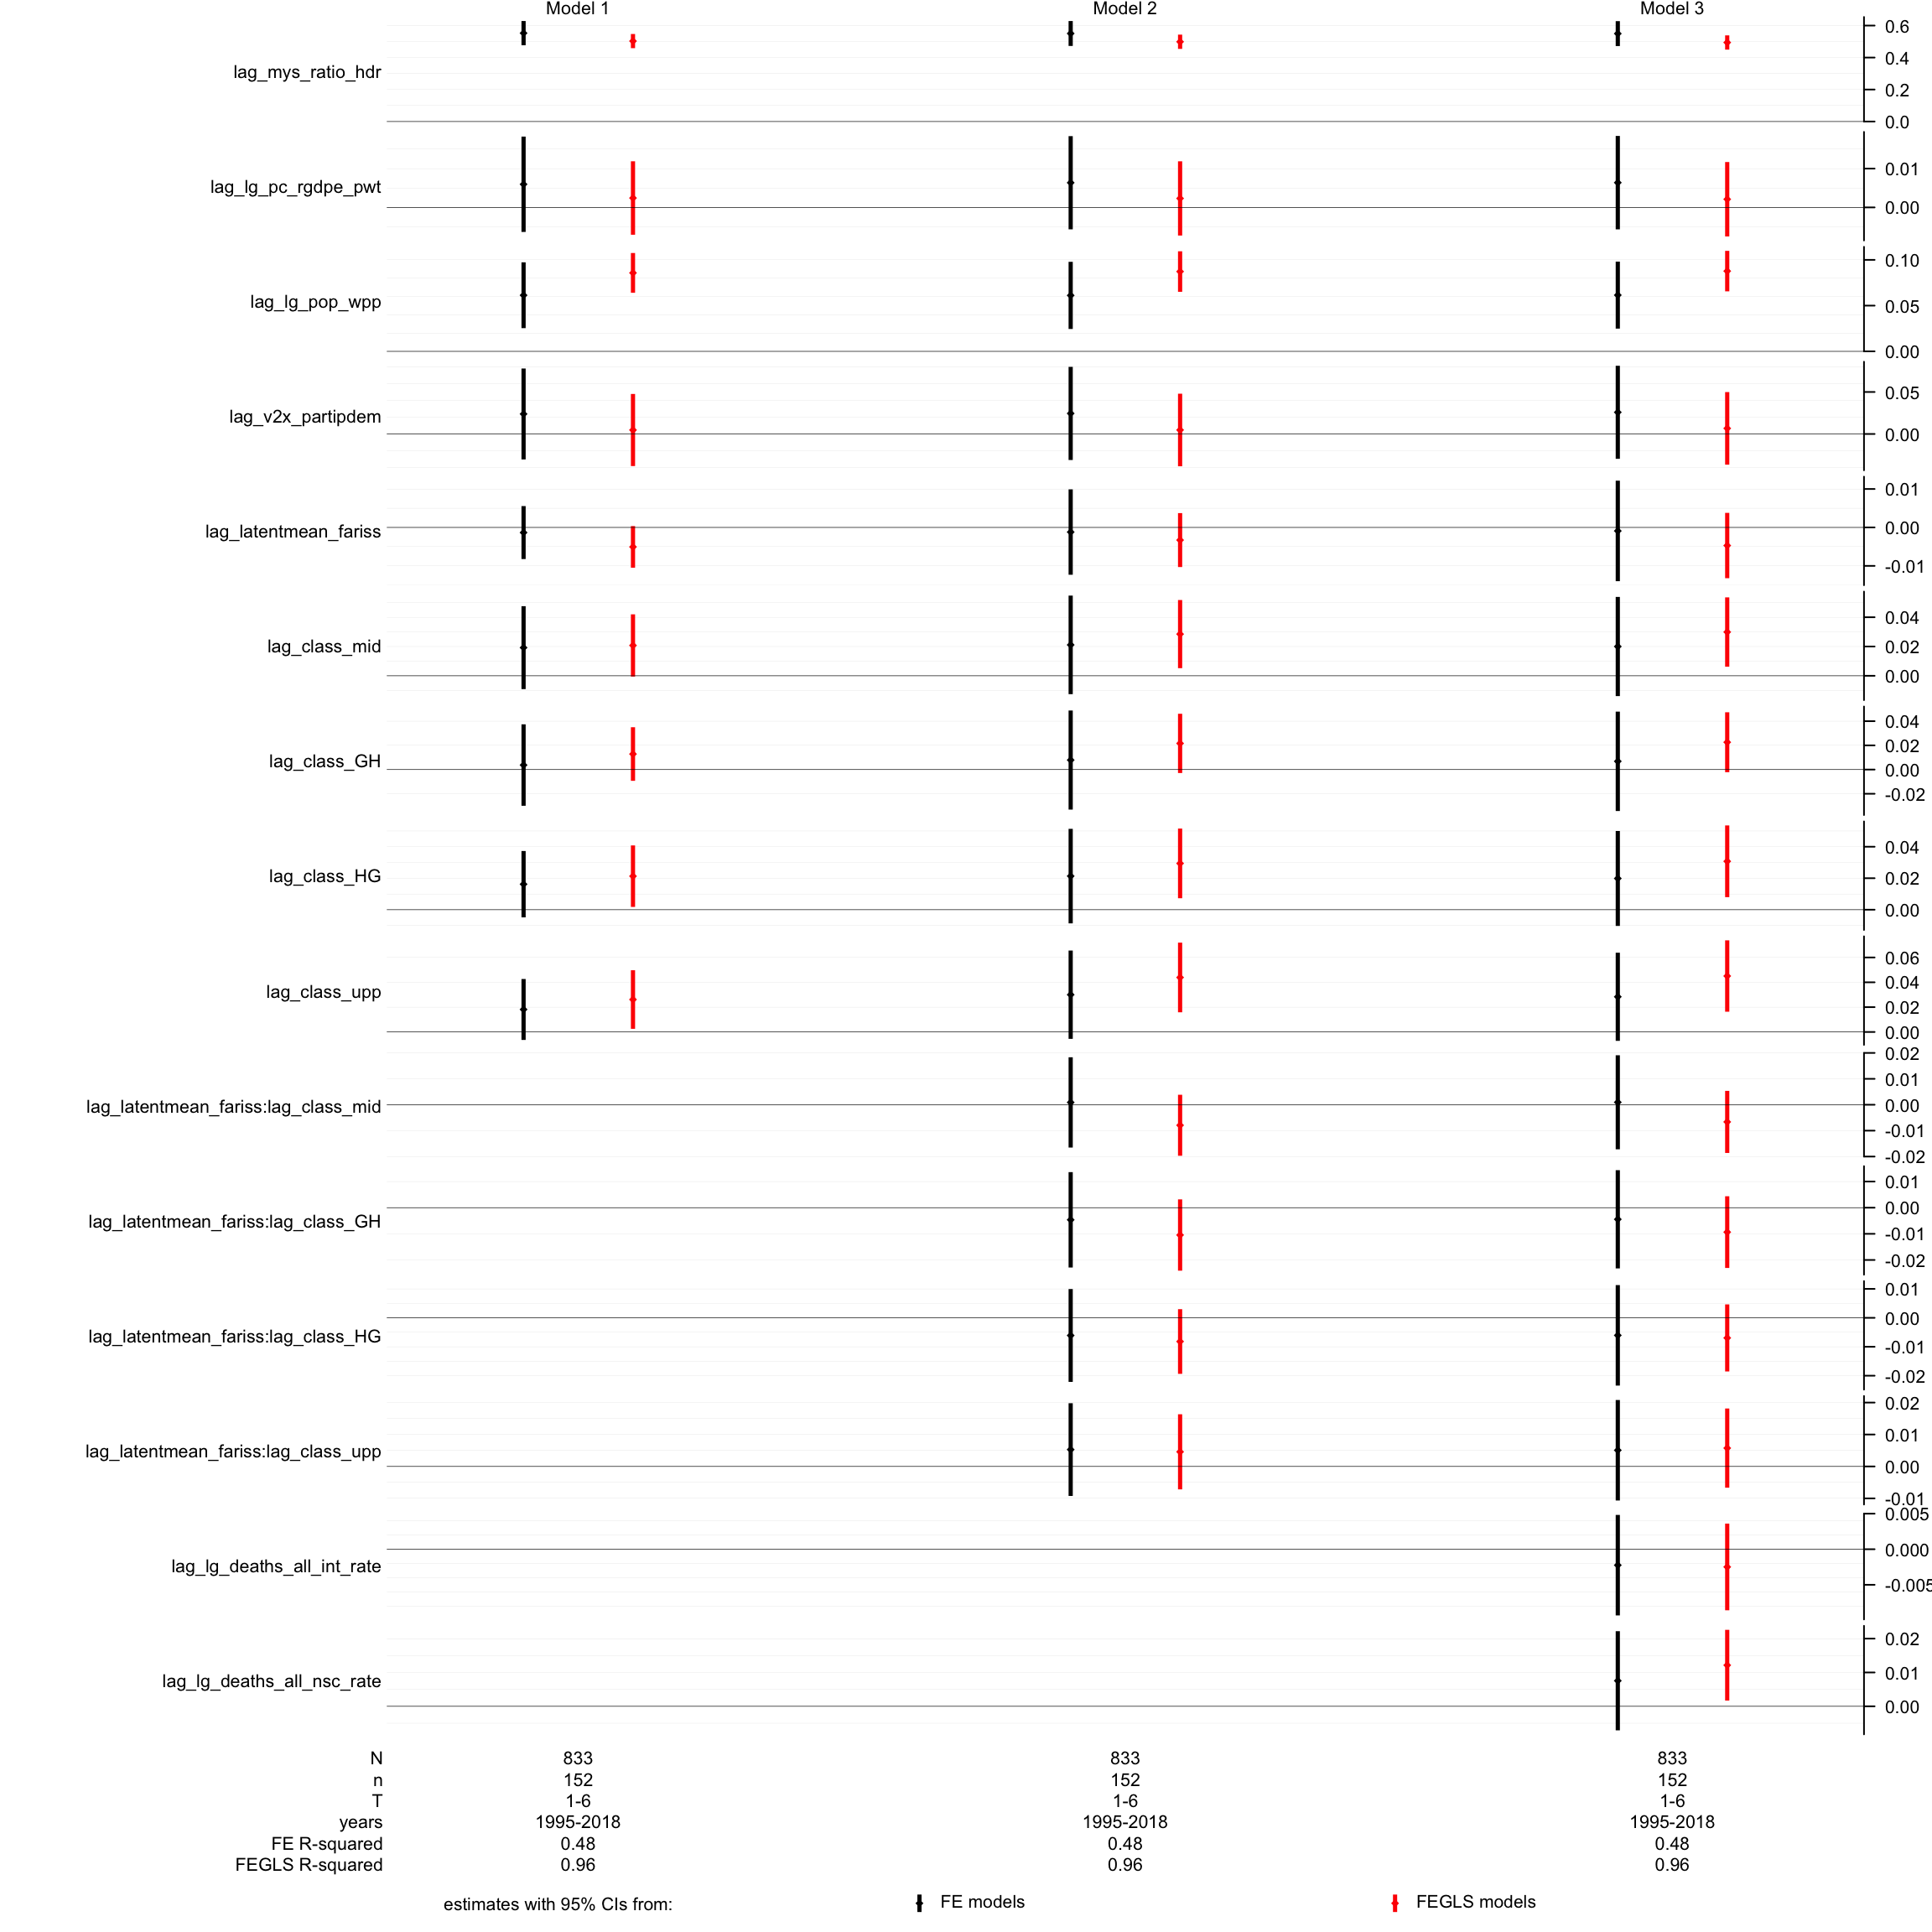 Model 1 Model 2 Model 3
0.6
0.4
lag_mys_ratio_hdr
0.2
0.0
0.01
lag_lg_pc_rgdpe_pwt
0.00
0.10
lag_lg_pop_wpp
0.05
0.00
0.05
lag_v2x_partipdem
0.00
0.01
0.00
lag_latentmean_fariss
-0.01
0.04
lag_class_mid
0.02
0.00
0.04
0.02
lag_class_GH
0.00
-0.02
0.04
lag_class_HG
0.02
0.00
0.06
0.04
lag_class_upp
0.02
0.00
0.02
0.01
lag_latentmean_fariss:lag_class_mid
0.00
-0.01
-0.02
0.01
0.00
lag_latentmean_fariss:lag_class_GH
-0.01
-0.02
0.01
0.00
lag_latentmean_fariss:lag_class_HG
-0.01
-0.02
0.02
0.01
lag_latentmean_fariss:lag_class_upp
0.00
-0.01
0.005
0.000
lag_lg_deaths_all_int_rate
-0.005
0.02
0.01
lag_lg_deaths_all_nsc_rate
0.00
N 833 833 833
n 152 152 152
T 1-6 1-6 1-6
years 1995-2018 1995-2018 1995-2018
FE R-squared 0.48 0.48 0.48
FEGLS R-squared 0.96 0.96 0.96
estimates with 95% CIs from: FE models FEGLS models